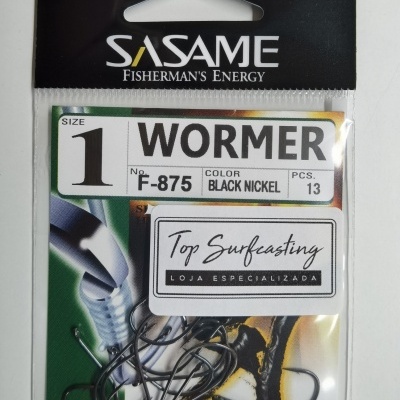 SASAME
FISHERMAN'S ENERGY
SIZE
1
WORMER
No.
F-875
COLOR
BLACK NICKEL
PCS.
13
Top Surfcasting
LOJA ESPECIALIZADA